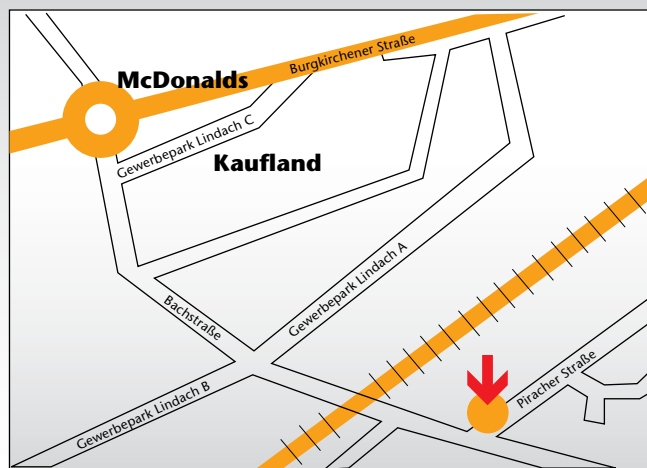 Burgkirchener Straße
McDonalds
Gewerbepark Lindach C
Kaufland
Gewerbepark Lindach A
Bachstraße
Piracher Straße
Gewerbepark Lindach B